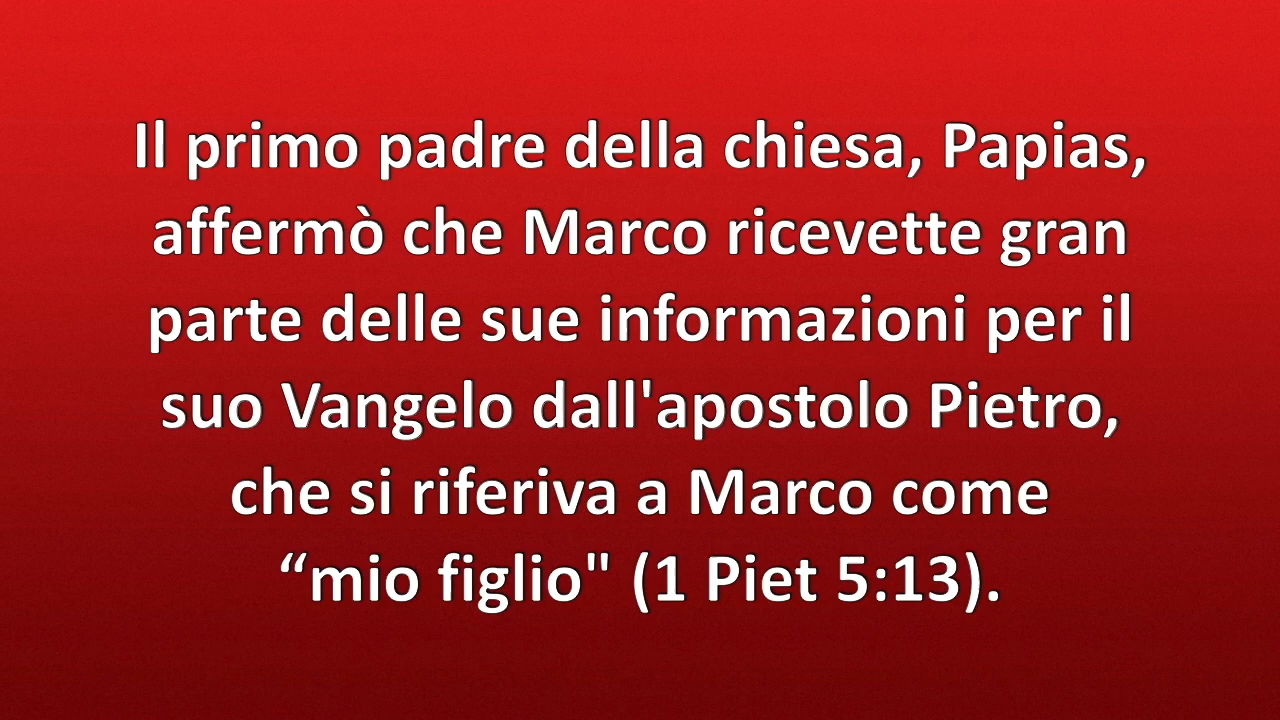 Il primo padre della chiesa, Papias,
affermò che Marco ricevette gran
parte delle sue informazioni per il
suo Vangelo dall'apostolo Pietro,
che si riferiva a Marco come
“mio figlio" (1 Piet 5:13).